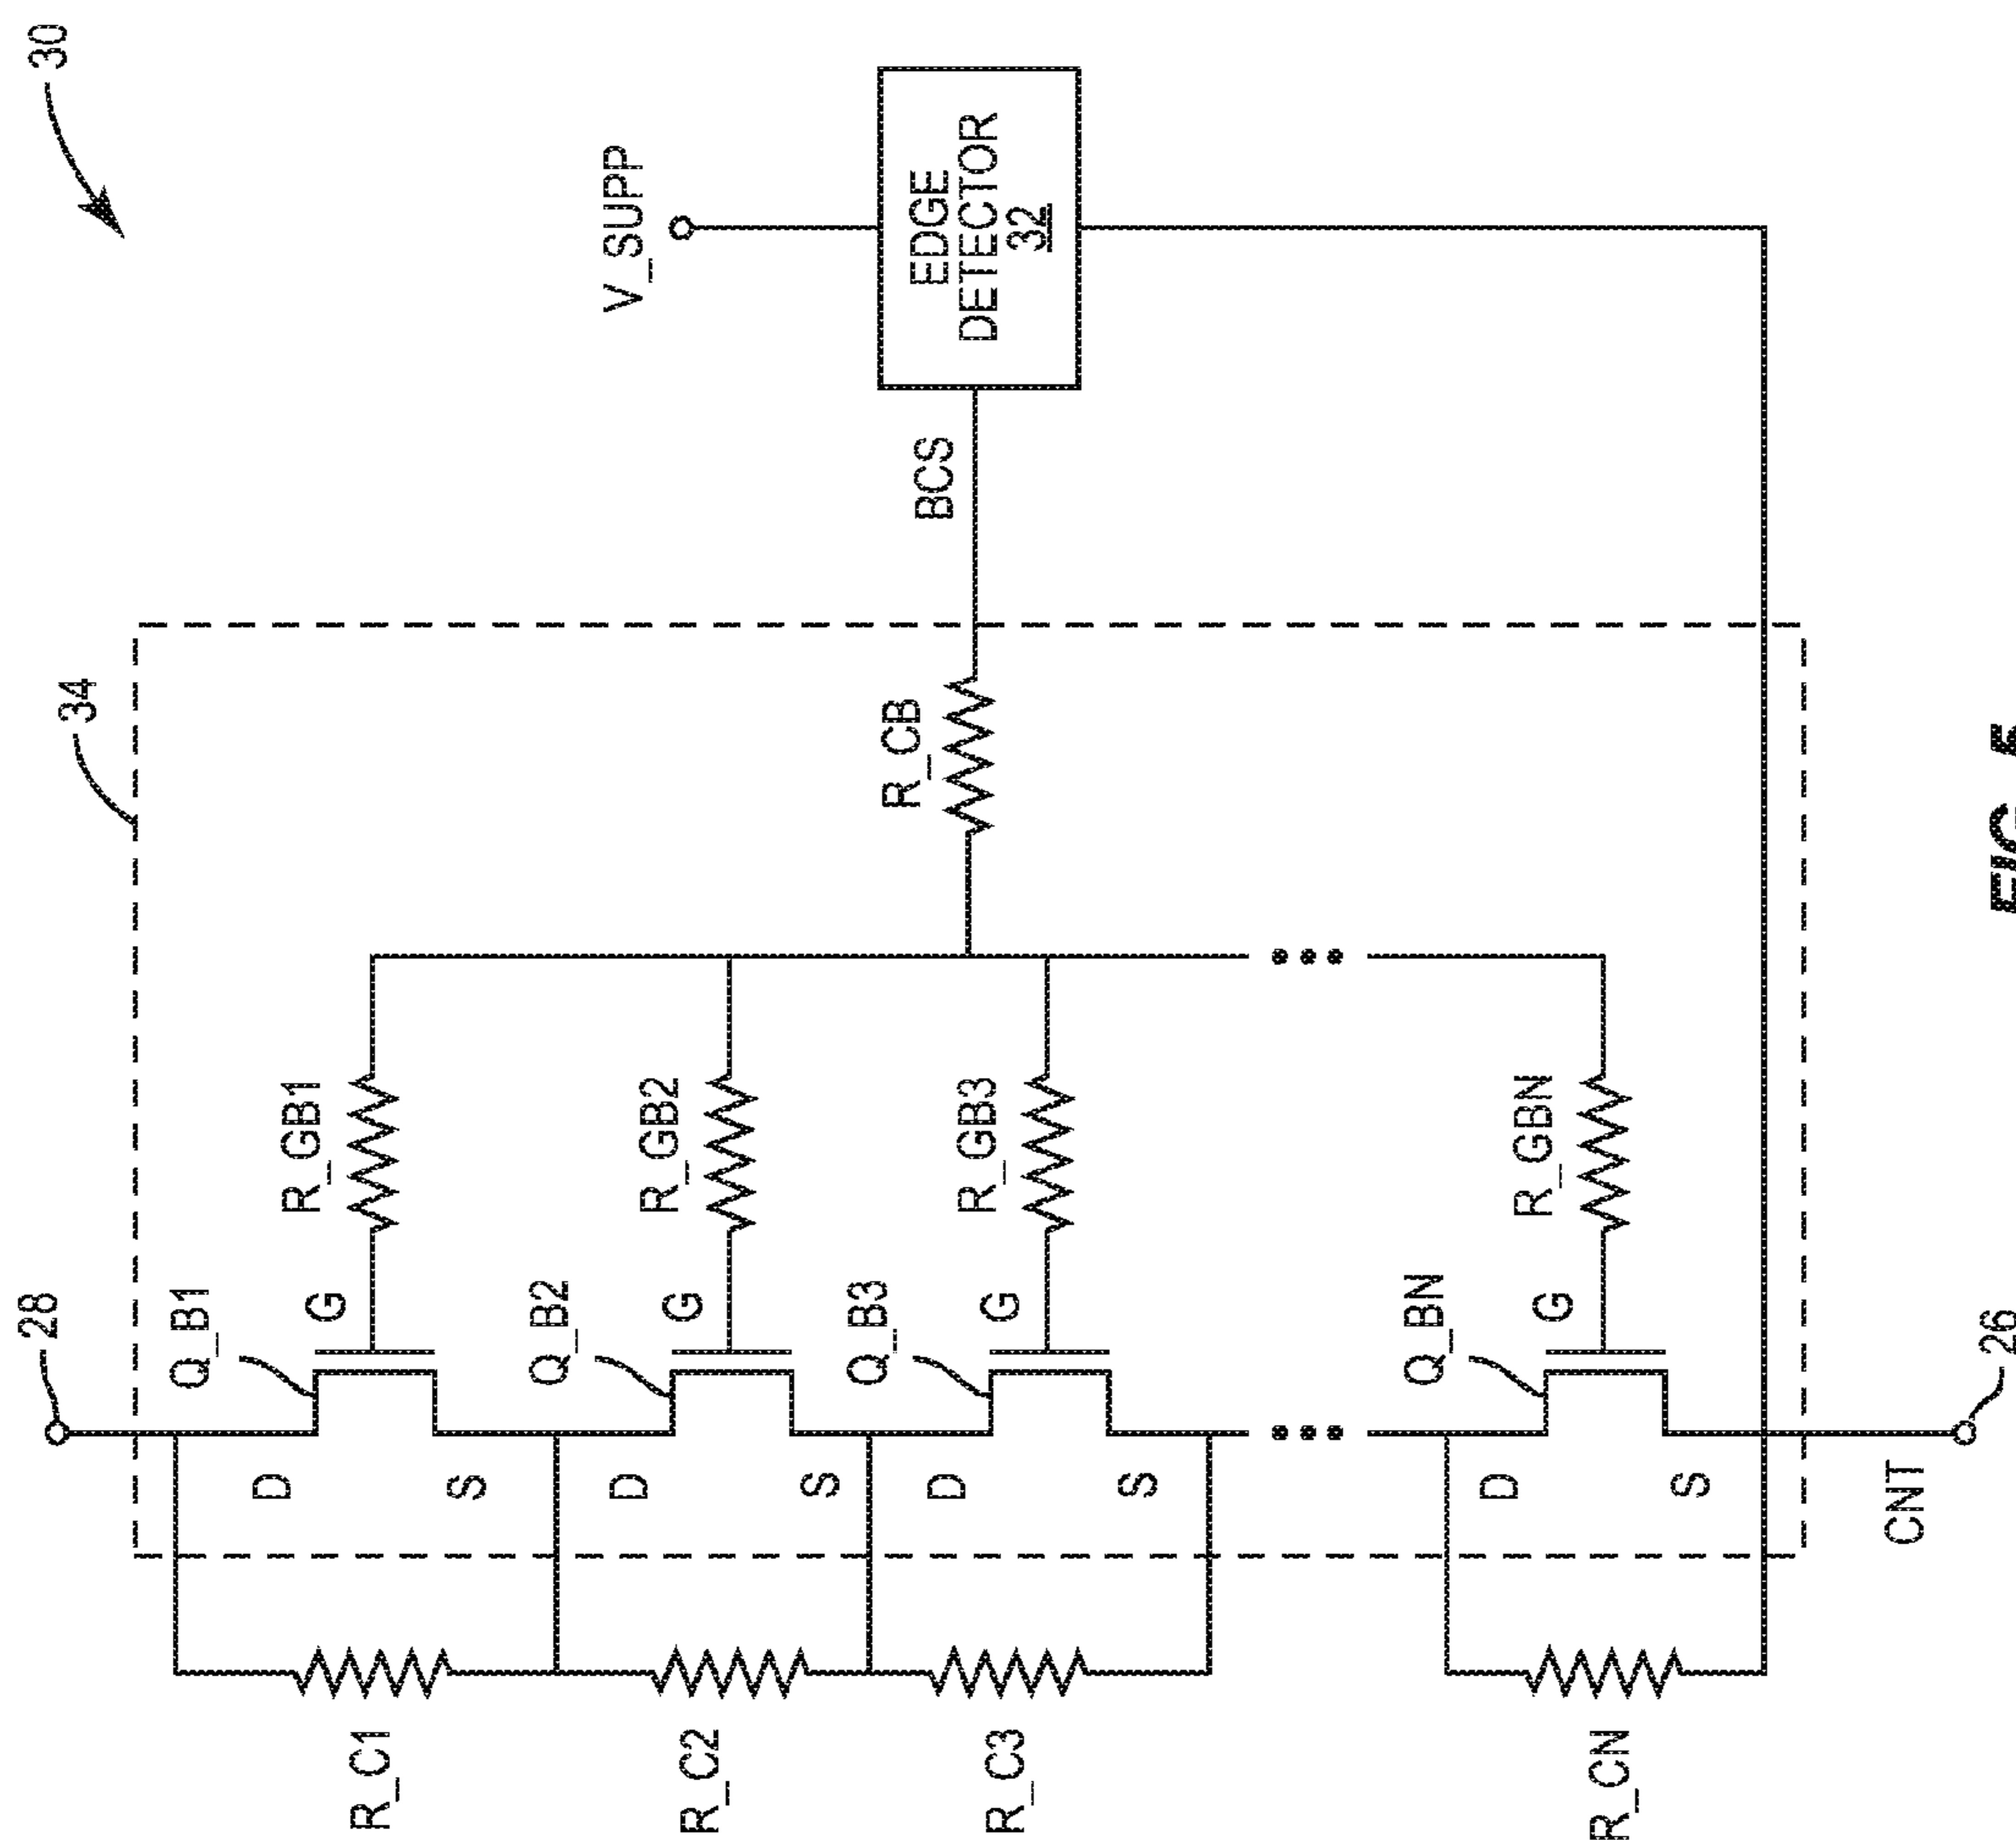 30
V_SUPP
EDGE
DETECTOR
32
BCS
34
R_CB
R_GB1
R_GB2
R_GB3
R_GBN
28
Q_B1
G
Q_B2
G
Q_B3
G
Q_BN
G
D
S
D
S
D
S
D
S
CNT
26
R_C1
R_C2
R_C3
R_CN